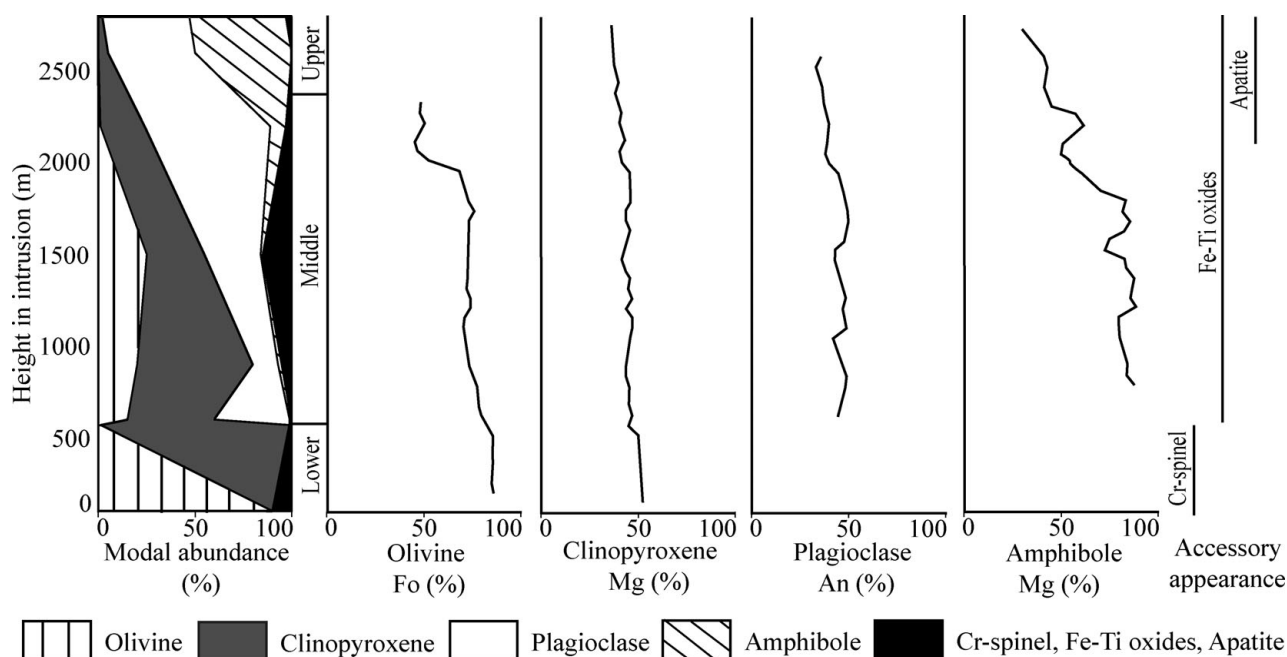 Height in intrusion (m)
2500
2000
1500
1000
500
0
Upper
Middle
Lower
Apatite
Fe-Ti oxides
Cr-spinel
0 50 100
0 50 100
0 100
0 50 100
0 50 100
Modal abundance
(%)
Olivine
Fo (%)
Clinopyroxene
Mg (%)
Plagioclase
An (%)
Amphibole
Mg (%)
Accessory
appearance
Olivine Clinopyroxene Plagioclase Amphibole Cr-spinel, Fe-Ti oxides, Apatite